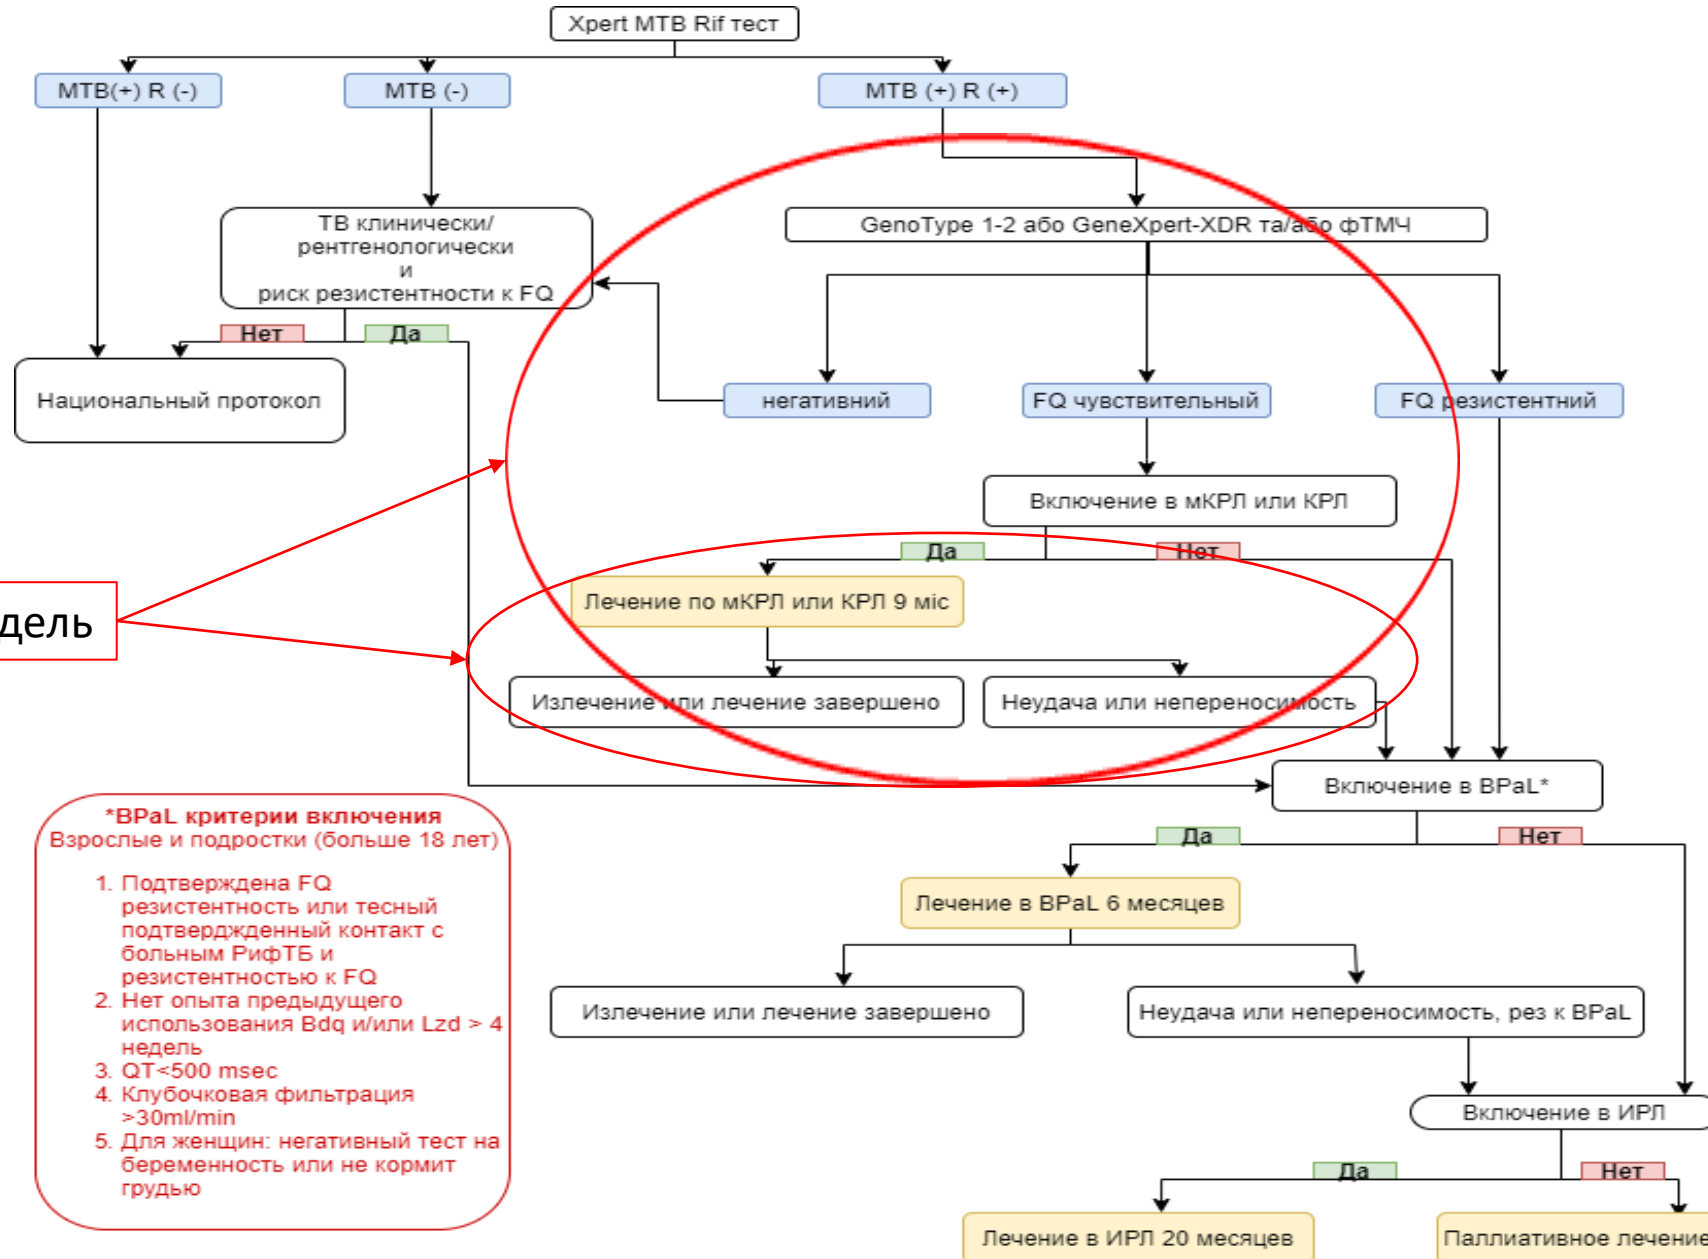 Xpert MTB Rif тест
MTB(+) R (-)
MTB (-)
MTB (+) R (+)
ТВ клинически/
рентгенологически
и
риск резистентности к FQ
GenoType 1-2 або GeneXpert-XDR та/або фТМЧ
Нет
Да
Национальный протокол
негативний
FQ чувствительный
FQ резистентний
Включение в мКРЛ или КРЛ
Да
Нет
Лечение по мКРЛ или КРЛ 9 міс
дель
Излечение или лечение завершено
Неудача или непереносимость
Включение в BPaL*
*BPaL критерии включения
Взрослые и подростки (больше 18 лет)
1. Подтверждена FQ
резистентность или тесный
подтверджденный контакт с
больным РифТБ и
резистентностью к FQ
2. Нет опыта предыдущего
использования Bdq и/или Lzd > 4
недель
3. QT<500 msec
4. Клубочковая фильтрация
>30ml/min
5. Для женщин: негативный тест на
беременность или не кормит
грудью
Да
Нет
Лечение в BPaL 6 месяцев
Излечение или лечение завершено
Неудача или непереносимость, рез к BPaL
Включение в ИРЛ
Да
Нет
Лечение в ИРЛ 20 месяцев
Паллиативное лечение